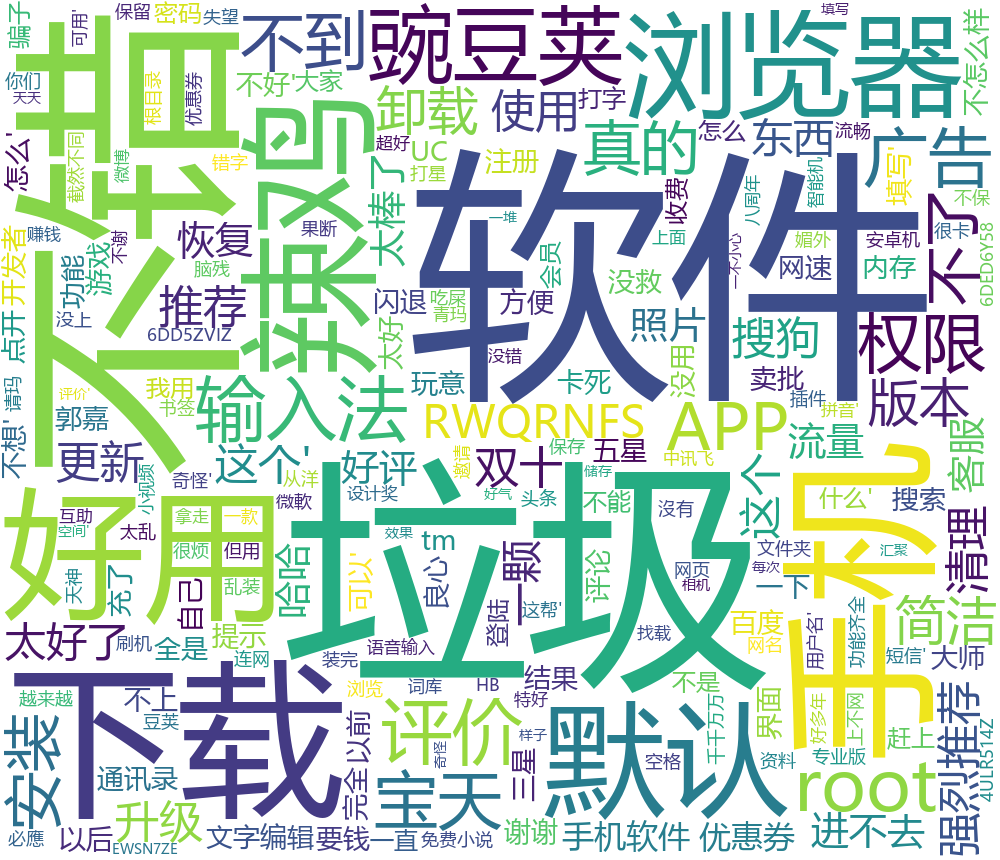 骗子
可用'
保留
密码
失望
你们
天天
不错
不到
豌豆荚
填写
浏览器
不怎么样
不好'
大家
根目录
优惠券
辣鸡
卸载
使用
打字
真的
怎么
东西
流畅
广告
怎么'
错字
微博
截然不同
超好
UC
打星
注册
填写'
不保
赚钱
不谢
果断
太棒了
一堆
软件
收费
上面
八周年
智能机
一不小心
媚外
安卓机
很卡
不了
6DED6Y58
开发者
功能
游戏
恢复
脑残
会员
没救
网速
内存
点开
没上
推荐
6DD5ZVIZ
闪退
吃屎
青玛
方便
照片
搜狗
权限
太好
没错
不想'
请玛
评价'
我用
书签
输入法
玩意
卡死
没用
卖批
插件
版本
郭嘉
RWQRNFS
APP
拼音'
更新
这个'
好评
保存
五星
中讯飞
流量
客服
小视频
奇怪'
从洋
设计奖
双十一
邀请
头条
储存
这个
什么'
搜索
互助
太乱
拿走
一款
微軟
好气
不能
沒有
手机
空间'
好用
很烦
但用
哈哈
效果
tm
垃圾
一颗
评论
网页
相机
文件夹
每次
汇聚
清理
天神
充了
自己
乱装
可以'
良心
登陆
这帮'
一下
简洁
太好了
刷机
全是
提示
连网
语音输入
装完
找载
百度
网名
用户名'
功能齐全
短信'
大师
越来越
不上
豆荚
浏览
词库
HB
特好
结果
不是
界面
好多年
上不网
赶上
强烈推荐
安装
下载
通讯录
以前
完全
评价
奇径
宝天
样子
三星
默认
空格
千千万万
资料
专业版
root
4ULRS14Z
必應
以后
升级
EWSN7ZE
文字编辑
要钱
一直
免费小说
谢谢
手机软件
优惠券
进不去